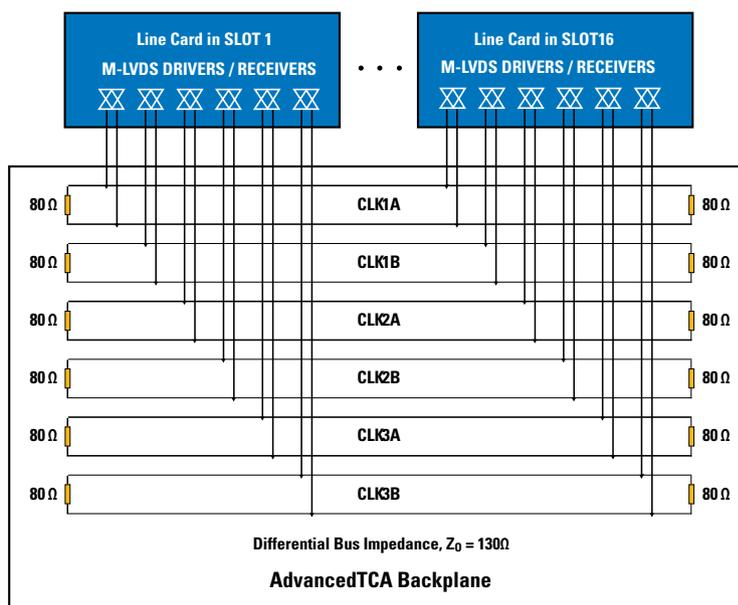 Line Card in SLOT 1
M-LVDS DRIVERS / RECEIVERS
• • •
Line Card in SLOT16
M-LVDS DRIVERS / RECEIVERS
80 Ω CLK1A 80 Ω
80 Ω CLK1B 80 Ω
80 Ω CLK2A 80 Ω
80 Ω CLK2B 80 Ω
80 Ω CLK3A 80 Ω
80 Ω CLK3B 80 Ω
Differential Bus Impedance, Z₀ = 130Ω
AdvancedTCA Backplane